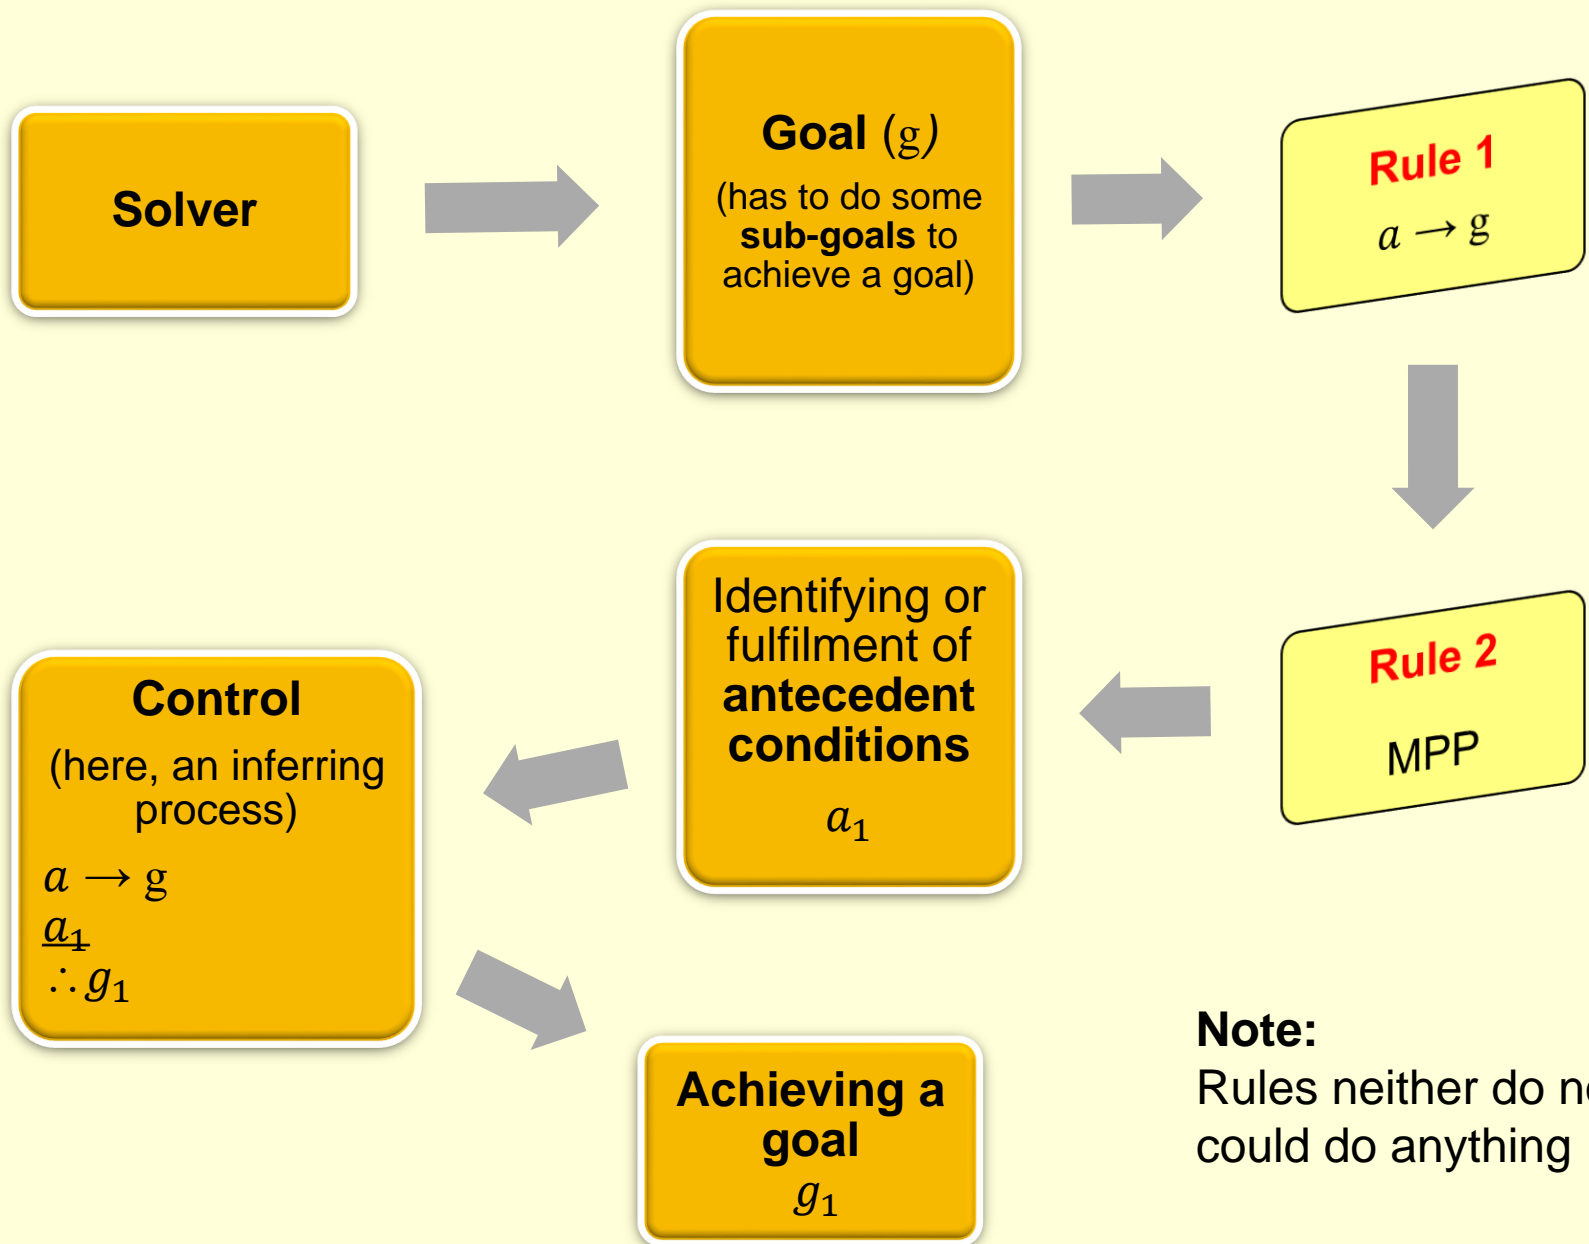 Solver
Goal (g)
(has to do some
sub-goals to
achieve a goal)
Rule 1
a → g
Rule 2
MPP
Identifying or
fulfilment of
antecedent
conditions
a₁
Control
(here, an inferring
process)
a → g
a₁
∴ g₁
Achieving a
goal
g₁
Note:
Rules neither do
could do anything